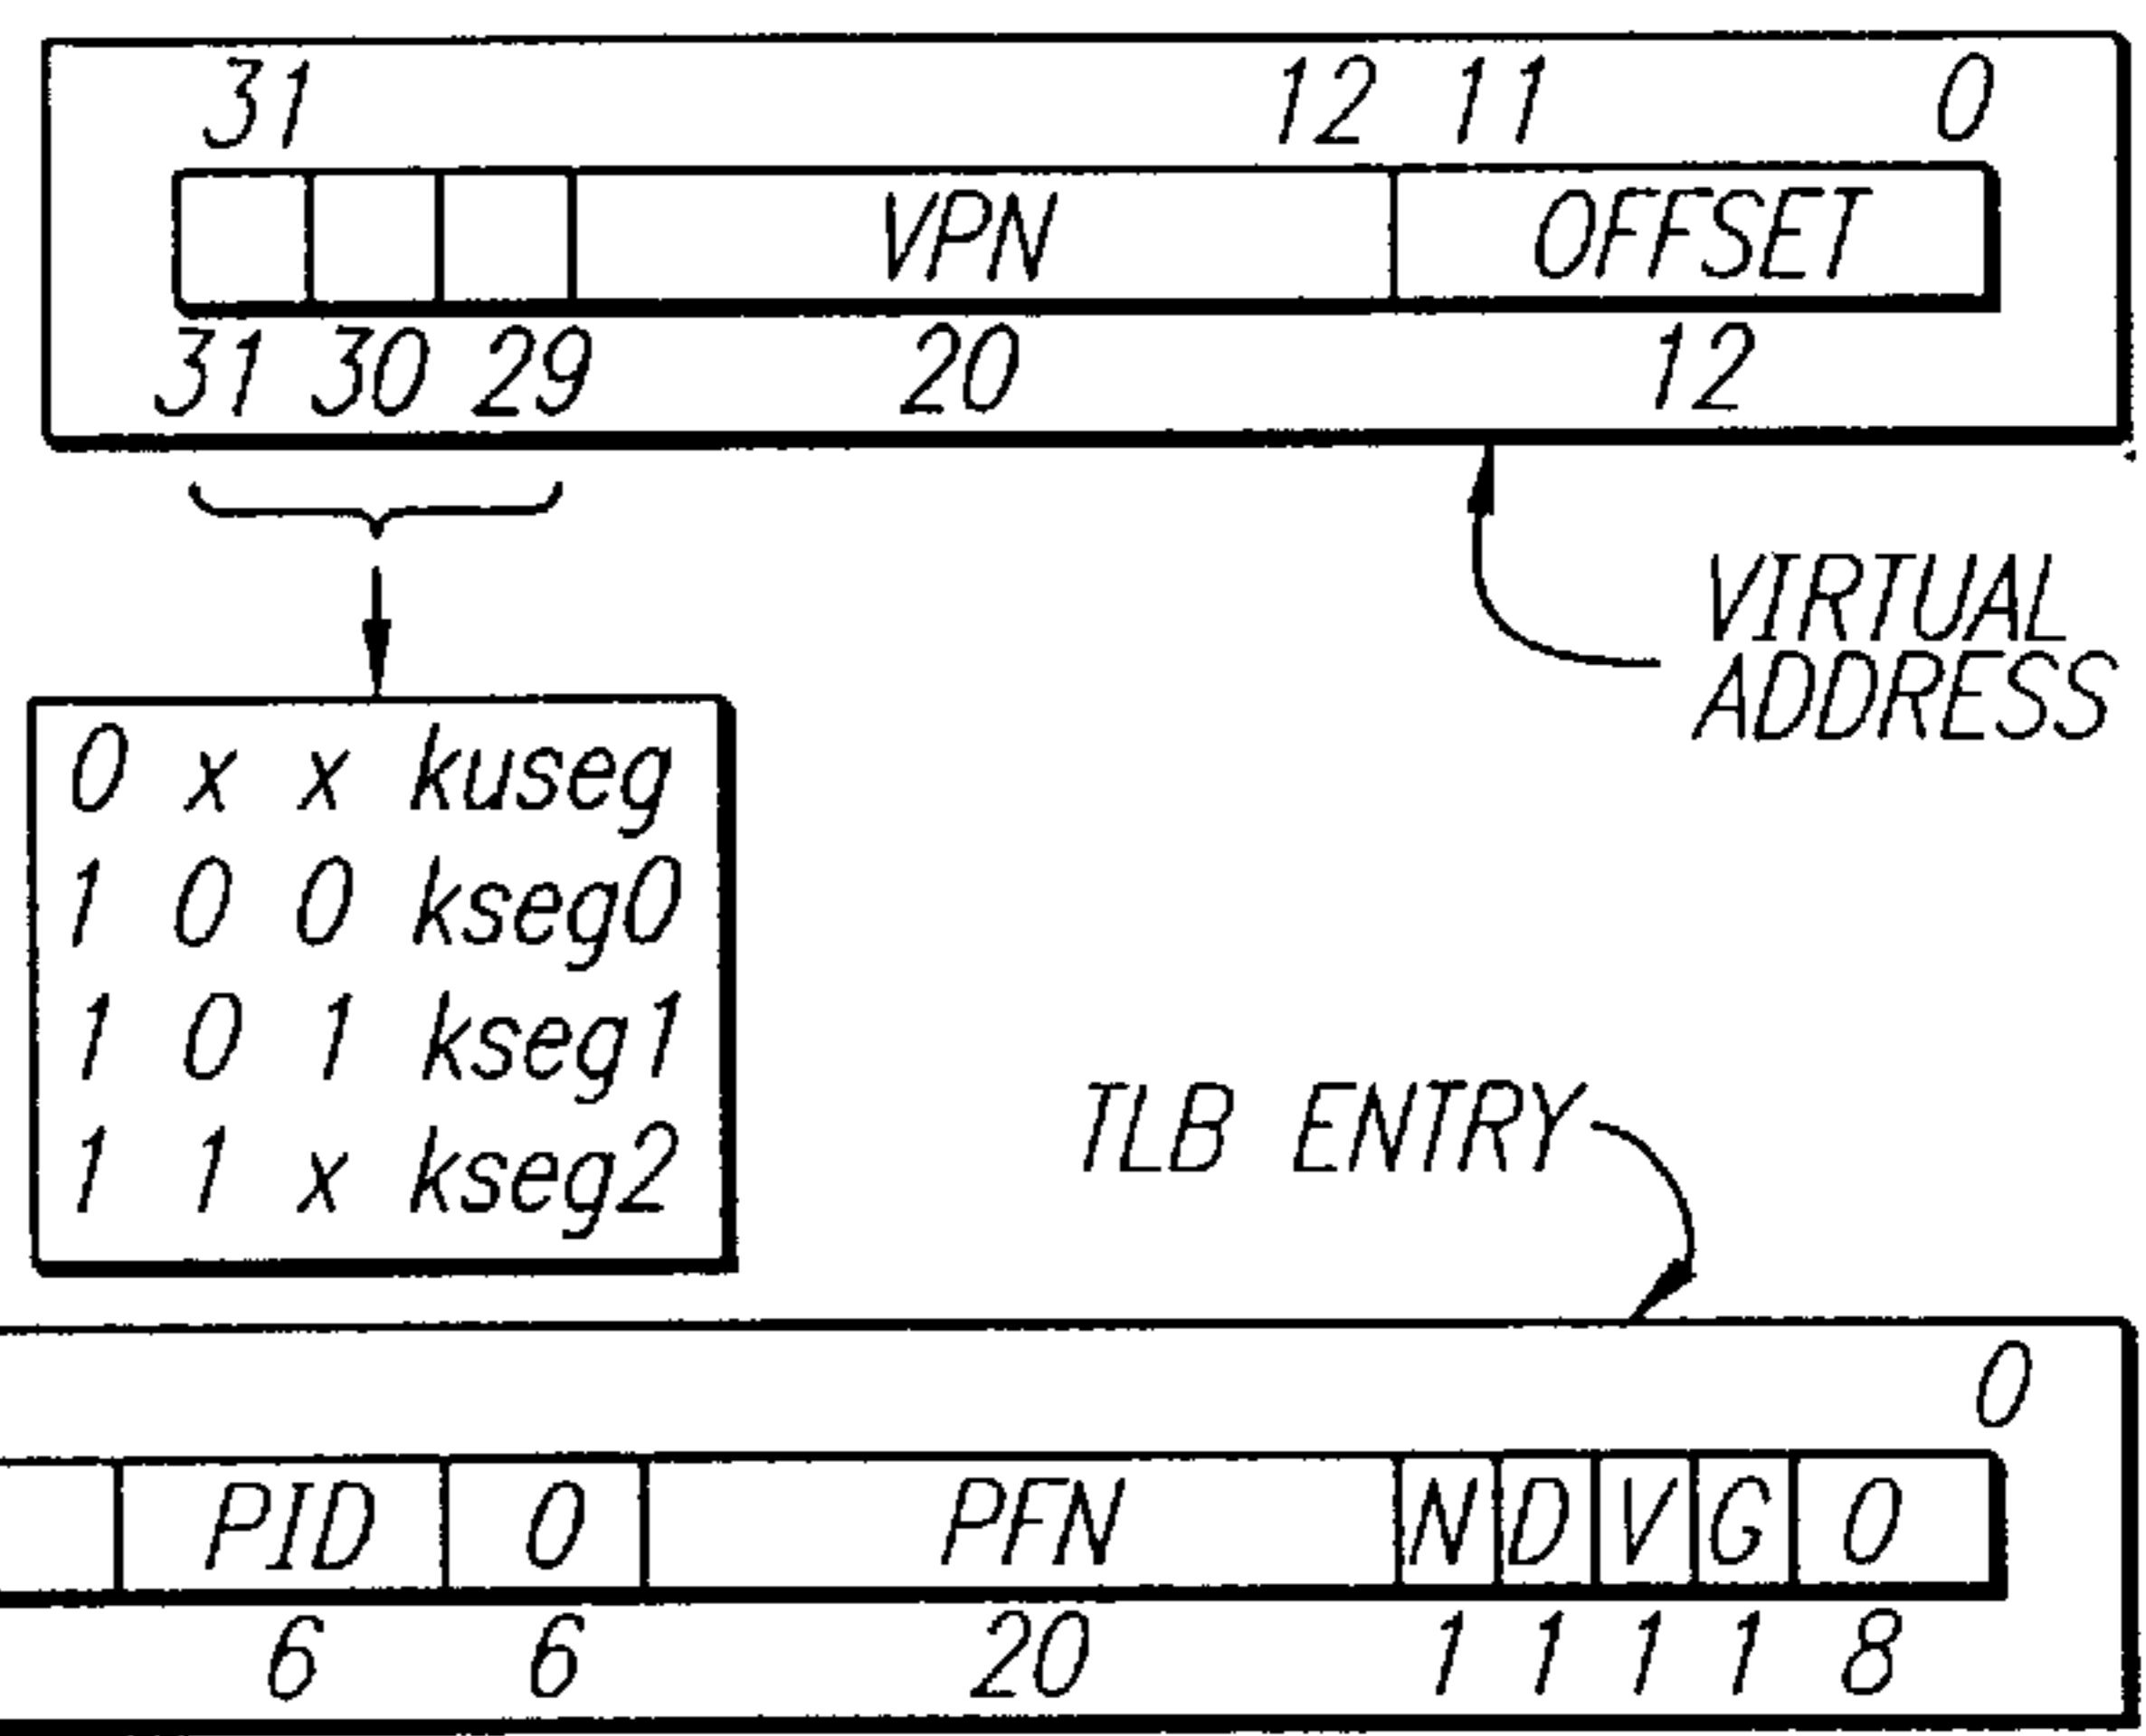 31 12 11 0
VPN OFFSET
31 30 29 20 12
VIRTUAL
ADDRESS
0 x x kuseg
1 0 0 kseg0
1 0 1 kseg1
1 1 x kseg2
TLB ENTRY
0
PID 0 PFN N D V G 0
6 6 20 1 1 1 1 8